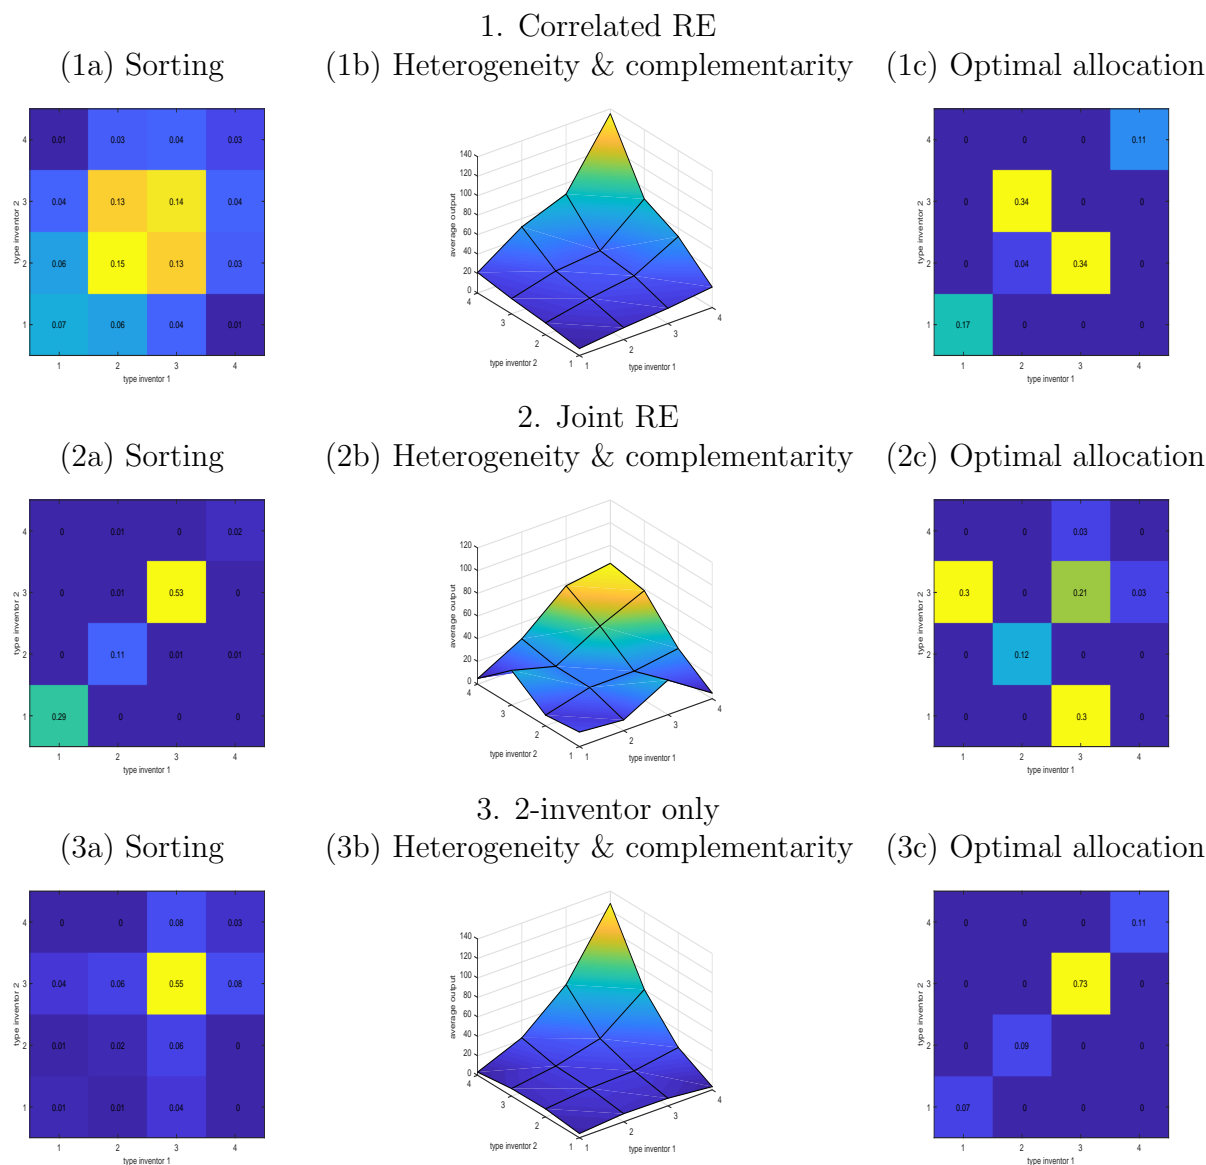 1. Correlated RE
(1a) Sorting (1b) Heterogeneity & complementarity (1c) Optimal allocation
type inventor 2
4 0.01 0.03 0.04 0.03
3 0.04 0.13 0.14 0.04
2 0.06 0.15 0.13 0.03
1 0.07 0.06 0.04 0.01
1 2 3 4
type inventor 1
average output
140
120
100
80
60
40
20
0
4 3 2 1
type inventor 2
1 2 3 4
type inventor 1
type inventor 2
4 0 0 0 0.11
3 0 0.34 0 0
2 0 0.04 0.34 0
1 0.17 0 0 0
1 2 3 4
type inventor 1
2. Joint RE
(2a) Sorting (2b) Heterogeneity & complementarity (2c) Optimal allocation
type inventor 2
4 0 0.01 0 0.02
3 0 0.01 0.53 0
2 0 0.11 0.01 0.01
1 0.29 0 0 0
1 2 3 4
type inventor 1
average output
120
100
80
60
40
20
0
4 3 2 1
type inventor 2
1 2 3 4
type inventor 1
type inventor 2
4 0 0 0.03 0
3 0.3 0 0.21 0.03
2 0 0.12 0 0
1 0 0 0.3 0
1 2 3 4
type inventor 1
3. 2-inventor only
(3a) Sorting (3b) Heterogeneity & complementarity (3c) Optimal allocation
type inventor 2
4 0 0 0.08 0.03
3 0.04 0.06 0.55 0.08
2 0.01 0.02 0.06 0
1 0.01 0.01 0.04 0
1 2 3 4
type inventor 1
average output
140
120
100
80
60
40
20
0
4 3 2 1
type inventor 2
1 2 3 4
type inventor 1
type inventor 2
4 0 0 0 0.11
3 0 0 0.73 0
2 0 0.09 0 0
1 0.07 0 0 0
1 2 3 4
type inventor 1